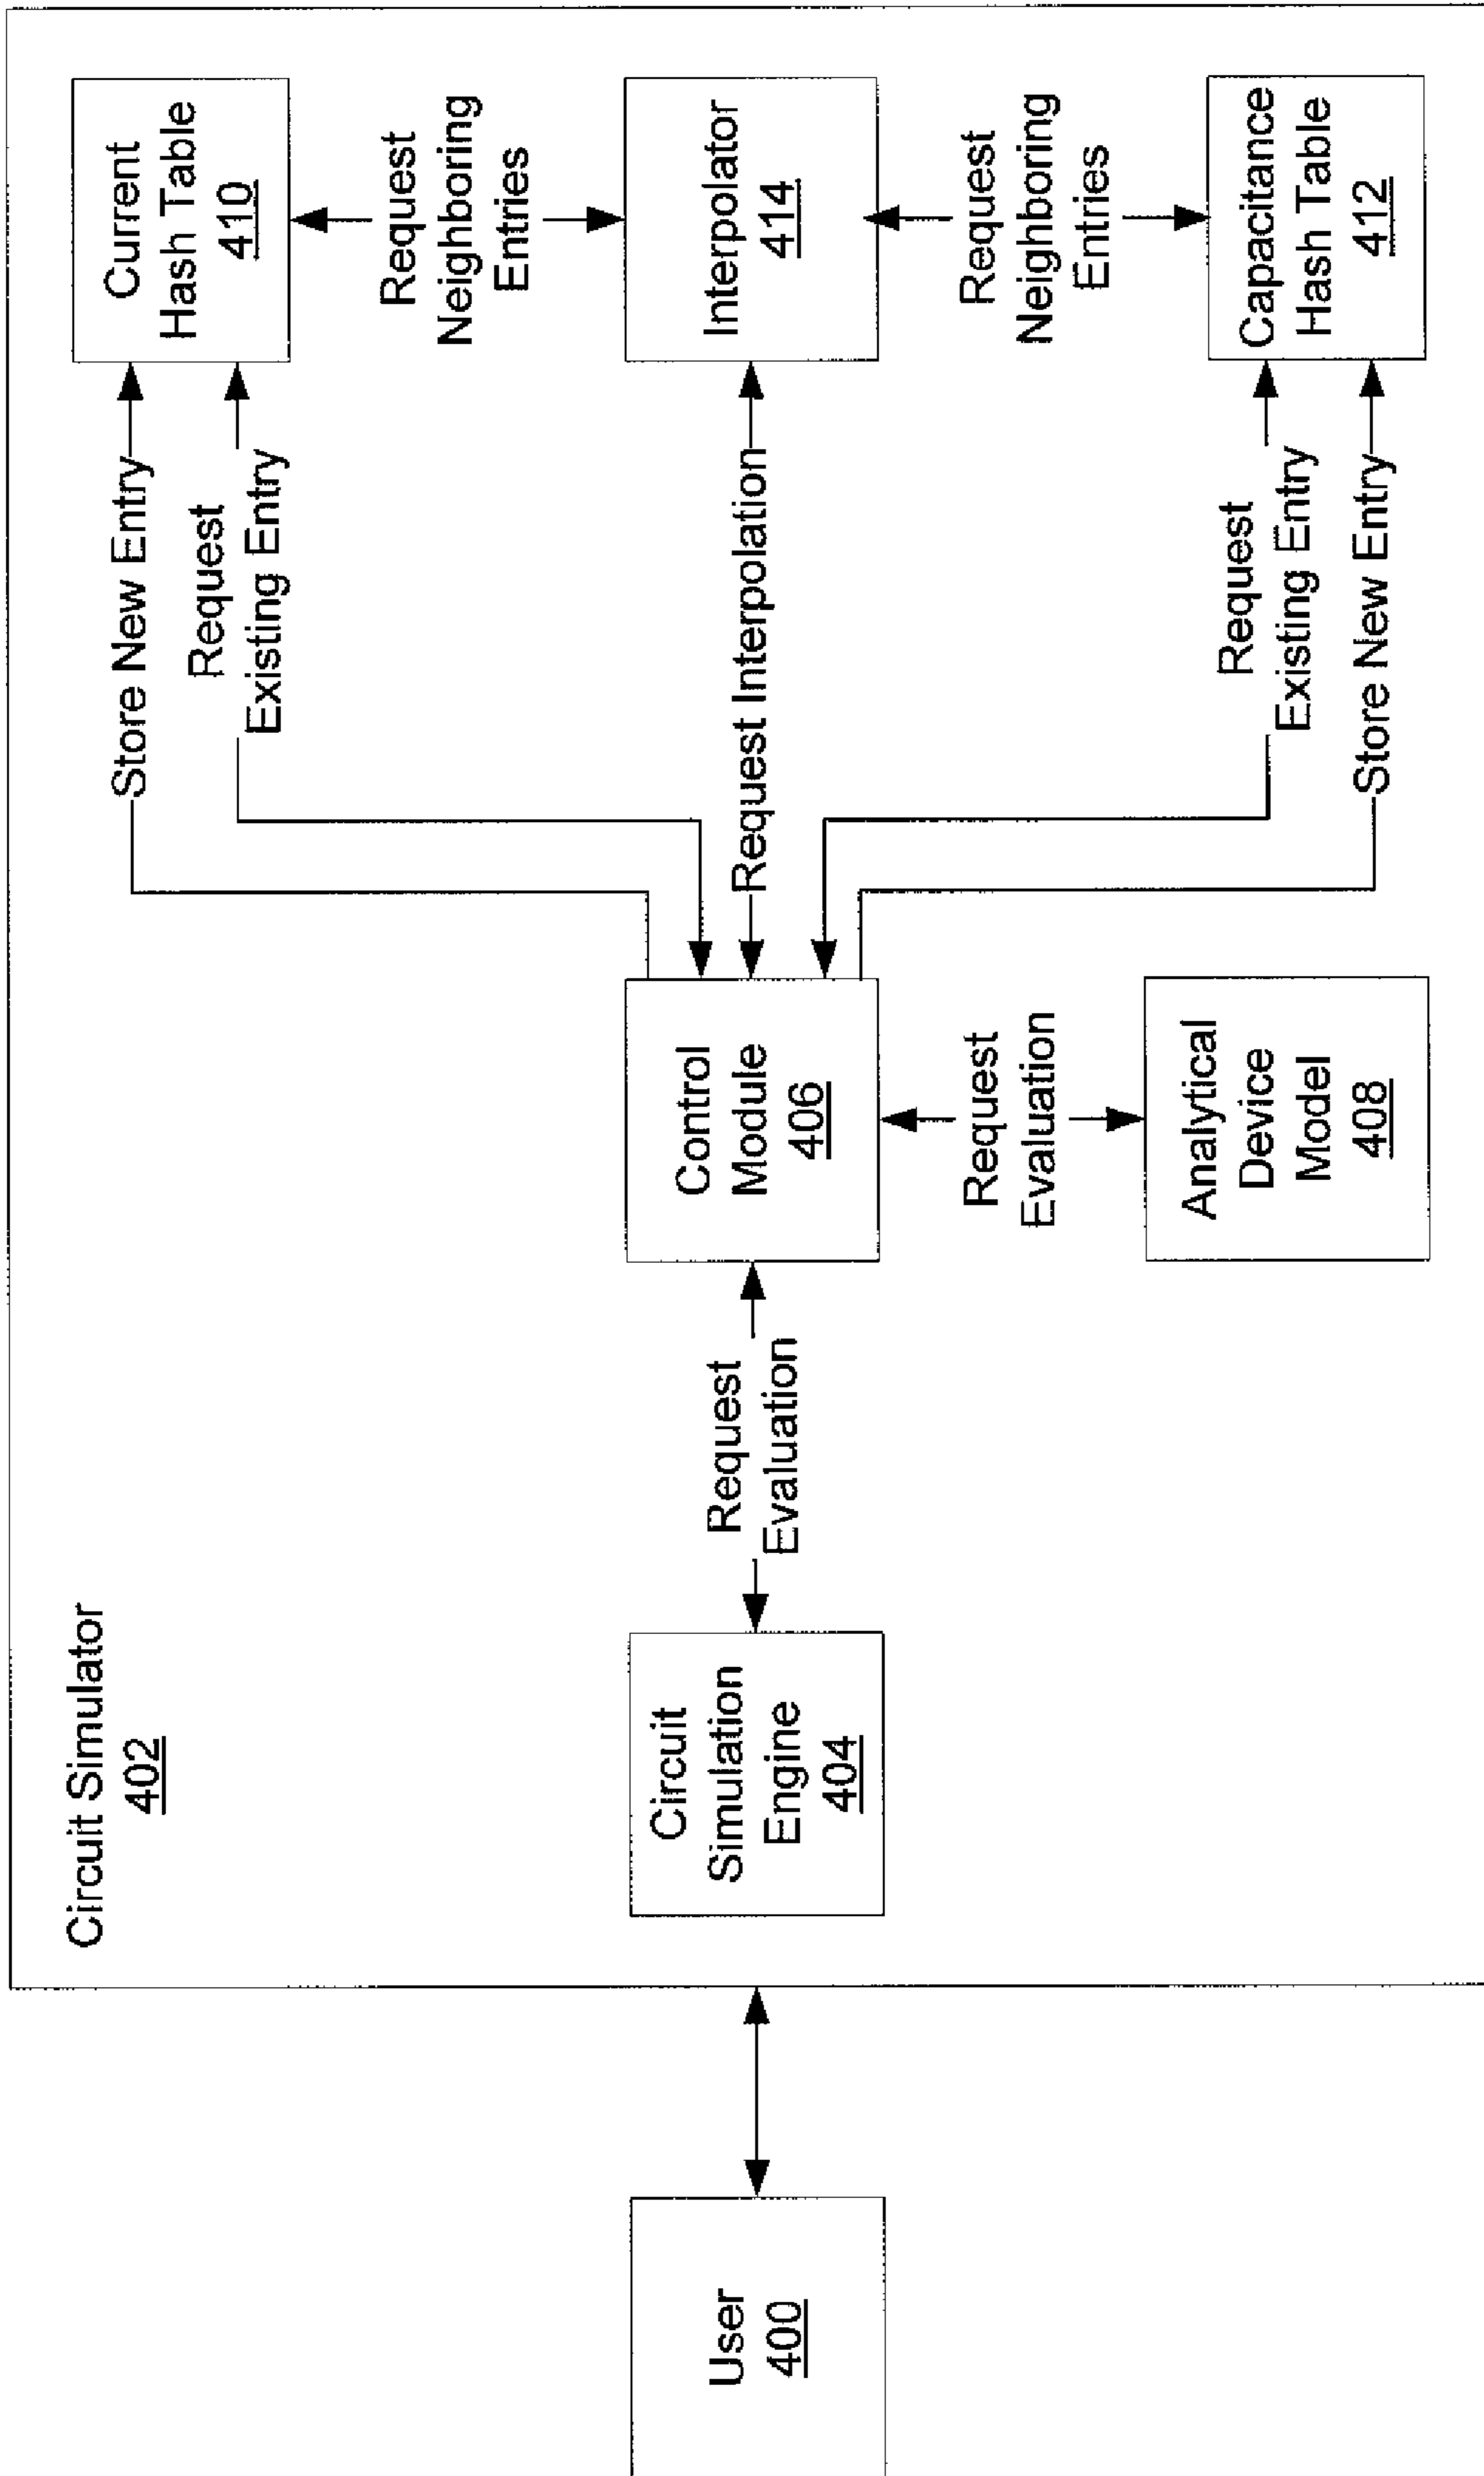 Circuit Simulator
402
User
400
Circuit
Simulation
Engine
404
Request
Evaluation
Control
Module
406
Request
Evaluation
Analytical
Device
Model
408
Store New Entry
Request
Existing Entry
Request Interpolation
Request
Existing Entry
Store New Entry
Current
Hash Table
410
Request
Neighboring
Entries
Interpolator
414
Request
Neighboring
Entries
Capacitance
Hash Table
412